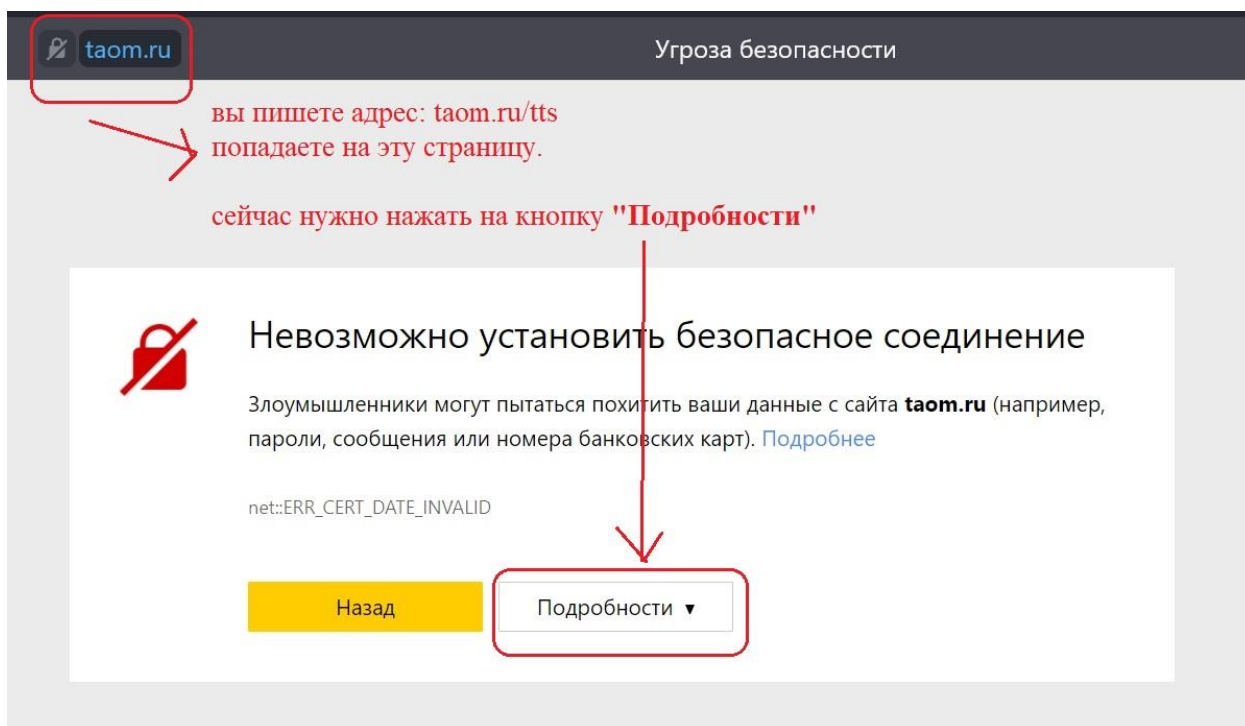 taom.ru
Угроза безопасности
вы пишете адрес: taom.ru/tts
попадаете на эту страницу.
сейчас нужно нажать на кнопку "Подробности"
Невозможно установить безопасное соединение
Злоумышленники могут пытаться похитить ваши данные с сайта taom.ru (например,
пароли, сообщения или номера банковских карт). Подробнее
net::ERR_CERT_DATE_INVALID
Назад
Подробности ▼